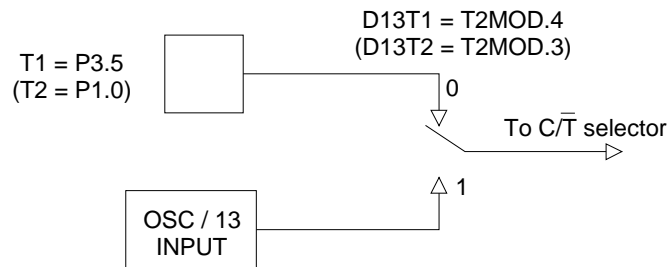 D13T1 = T2MOD.4
(D13T2 = T2MOD.3)
T1 = P3.5
(T2 = P1.0)
0
To C/T̅ selector
1
OSC / 13
INPUT